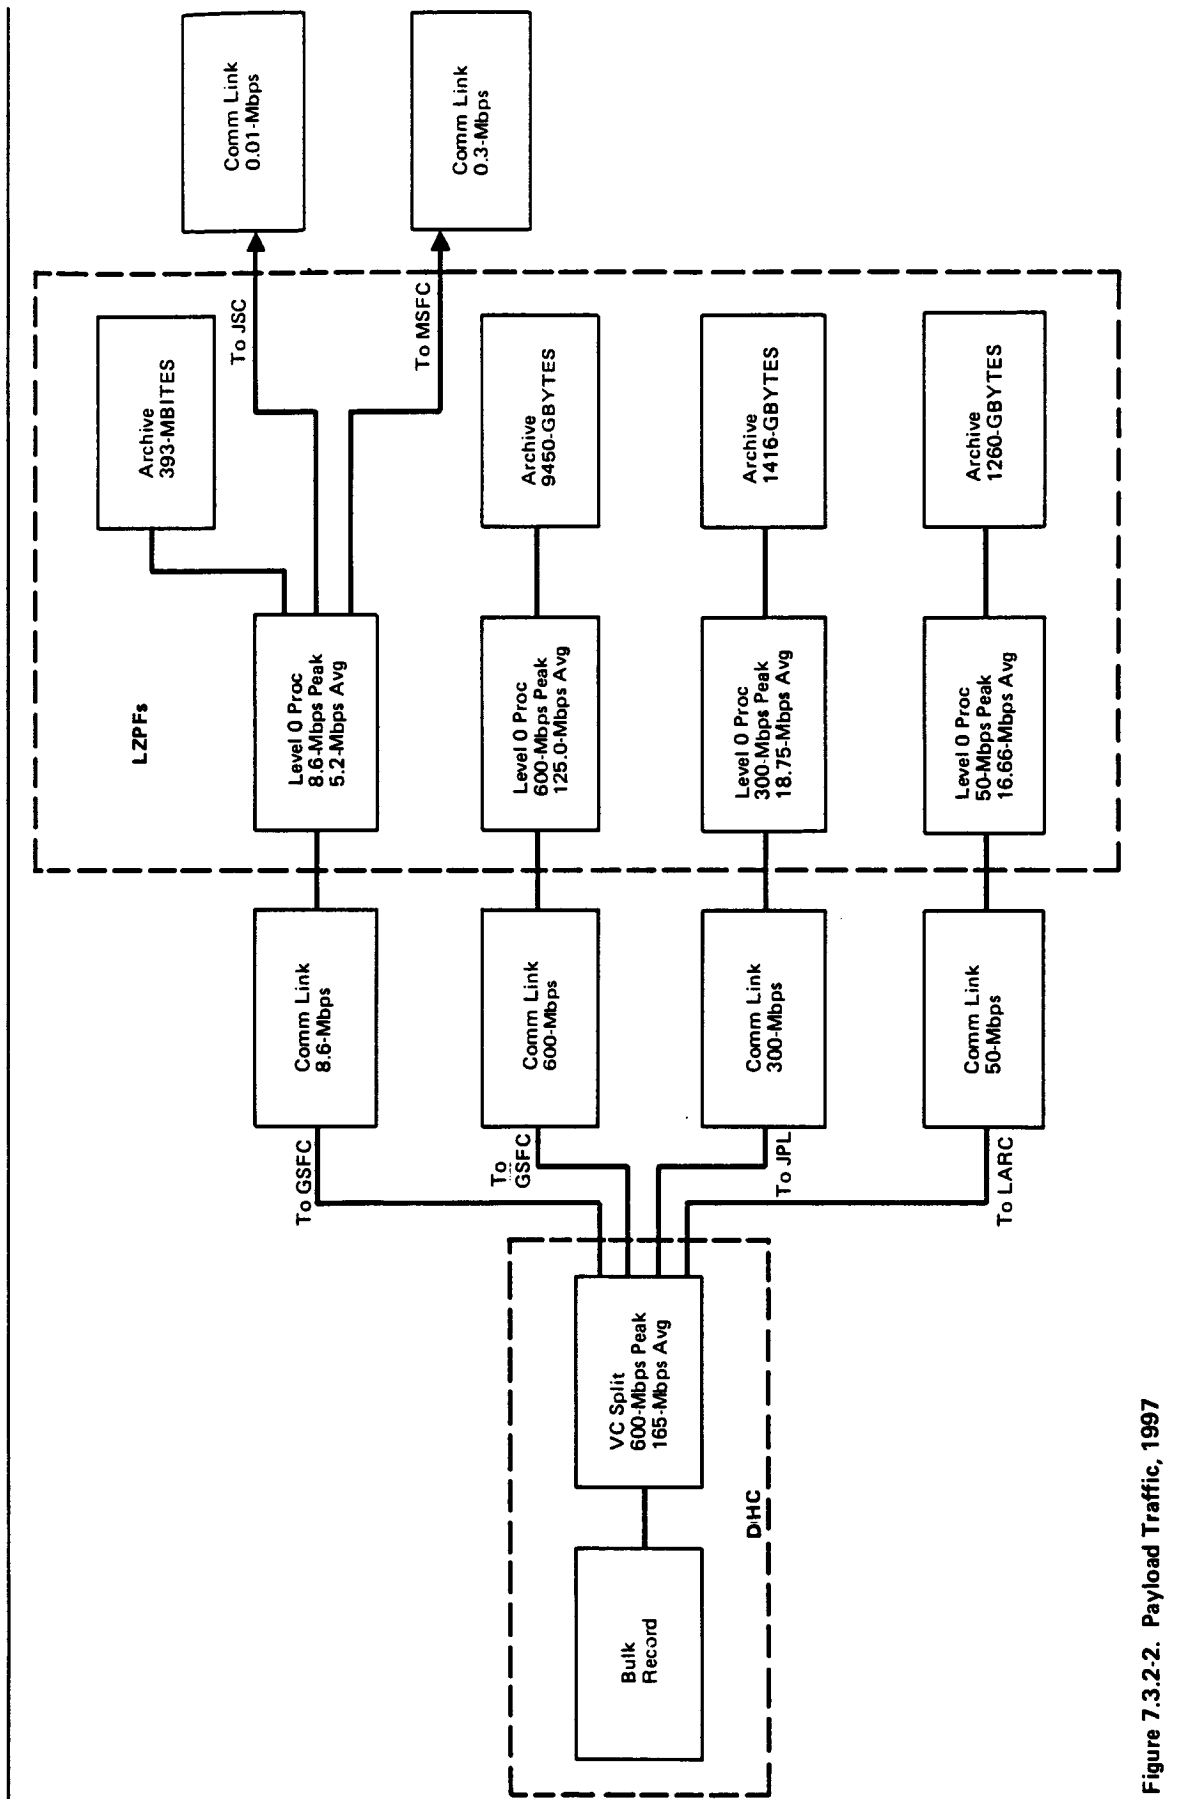 Bulk
Record
DHC
VC Split
600-Mbps Peak
165-Mbps Avg
To GSFC
To
GSFC
To JPL
To LARC
Comm Link
8.6-Mbps
Comm Link
600-Mbps
Comm Link
300-Mbps
Comm Link
50-Mbps
LZPFs
Level 0 Proc
8.6-Mbps Peak
5.2-Mbps Avg
Level 0 Proc
600-Mbps Peak
125.0-Mbps Avg
Level 0 Proc
300-Mbps Peak
18.75-Mbps Avg
Level 0 Proc
50-Mbps Peak
16.66-Mbps Avg
Archive
393-MBITES
To JSC
To MSFC
Archive
9450-GBYTES
Archive
1416-GBYTES
Archive
1260-GBYTES
Comm Link
0.01-Mbps
Comm Link
0.3-Mbps
Figure 7.3.2-2. Payload Traffic, 1997